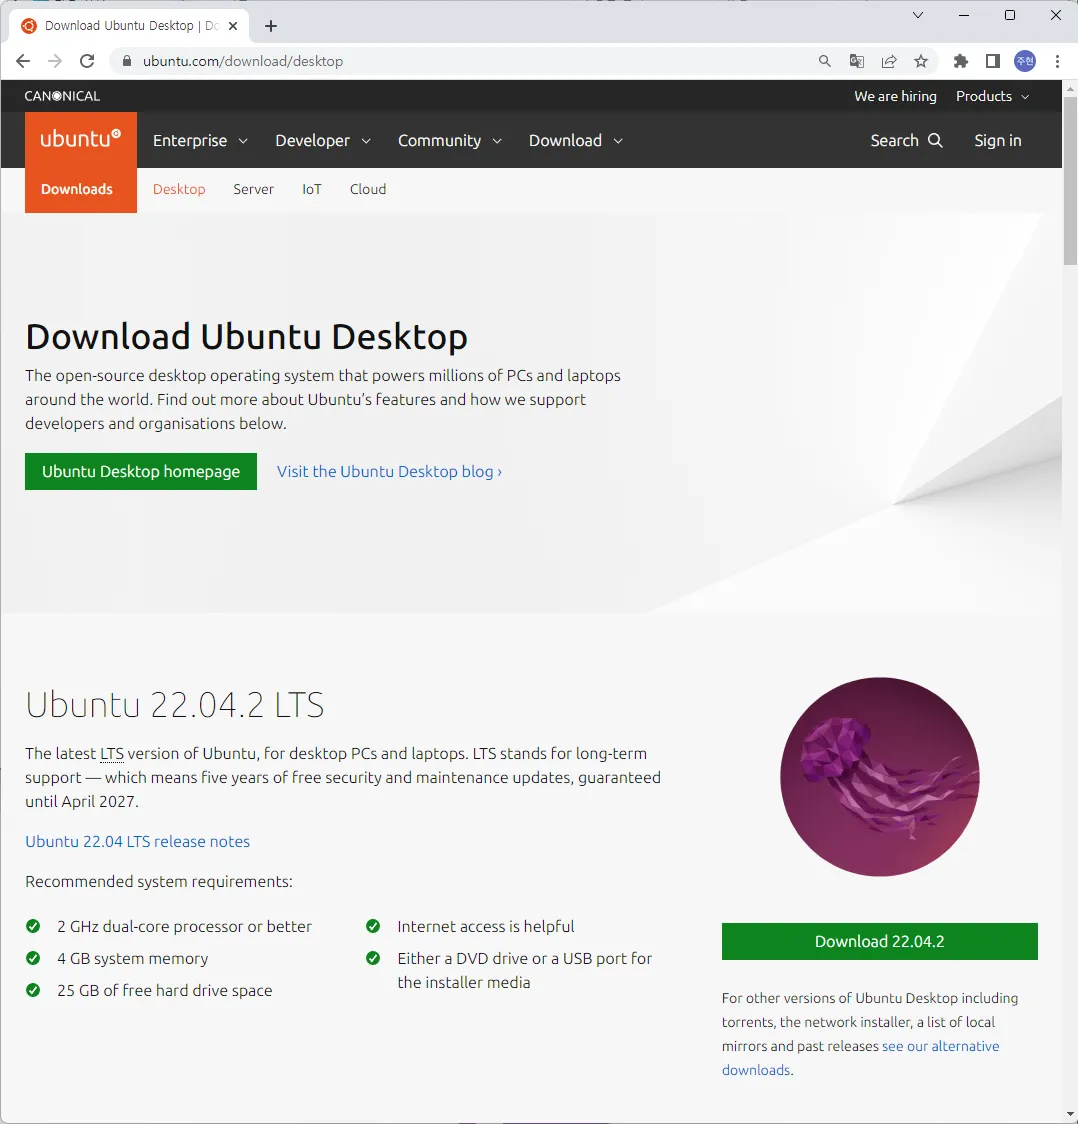 Download Ubuntu Desktop | Do
ubuntu.com/download/desktop
주현
CANONICAL
We are hiring Products
ubuntu Enterprise Developer Community Download Search Sign in
Downloads Desktop Server IoT Cloud
Download Ubuntu Desktop
The open-source desktop operating system that powers millions of PCs and laptops
around the world. Find out more about Ubuntu’s features and how we support
developers and organisations below.
Ubuntu Desktop homepage Visit the Ubuntu Desktop blog ›
Ubuntu 22.04.2 LTS
The latest LTS version of Ubuntu, for desktop PCs and laptops. LTS stands for long-term
support — which means five years of free security and maintenance updates, guaranteed
until April 2027.
Ubuntu 22.04 LTS release notes
Recommended system requirements:
2 GHz dual-core processor or better
4 GB system memory
25 GB of free hard drive space
Internet access is helpful
Either a DVD drive or a USB port for
the installer media
Download 22.04.2
For other versions of Ubuntu Desktop including
torrents, the network installer, a list of local
mirrors and past releases see our alternative
downloads.